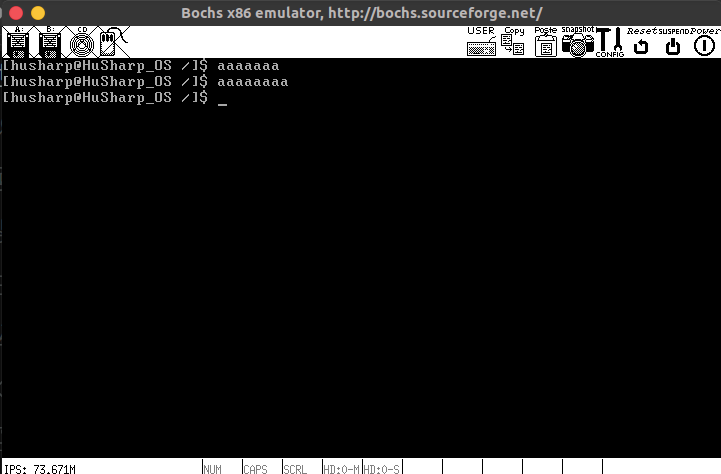 Bochs x86 emulator, http://bochs.sourceforge.net/
A: B: CD USER Copy Paste snapshot CONFIG Reset SUSPEND Power
[husharp@HuSharp_OS /]$ aaaaaaa
[husharp@HuSharp_OS /]$ aaaaaaaa
[husharp@HuSharp_OS /]$ _
IPS: 73.671M NUM CAPS SCRL HD:0-M HD:0-S